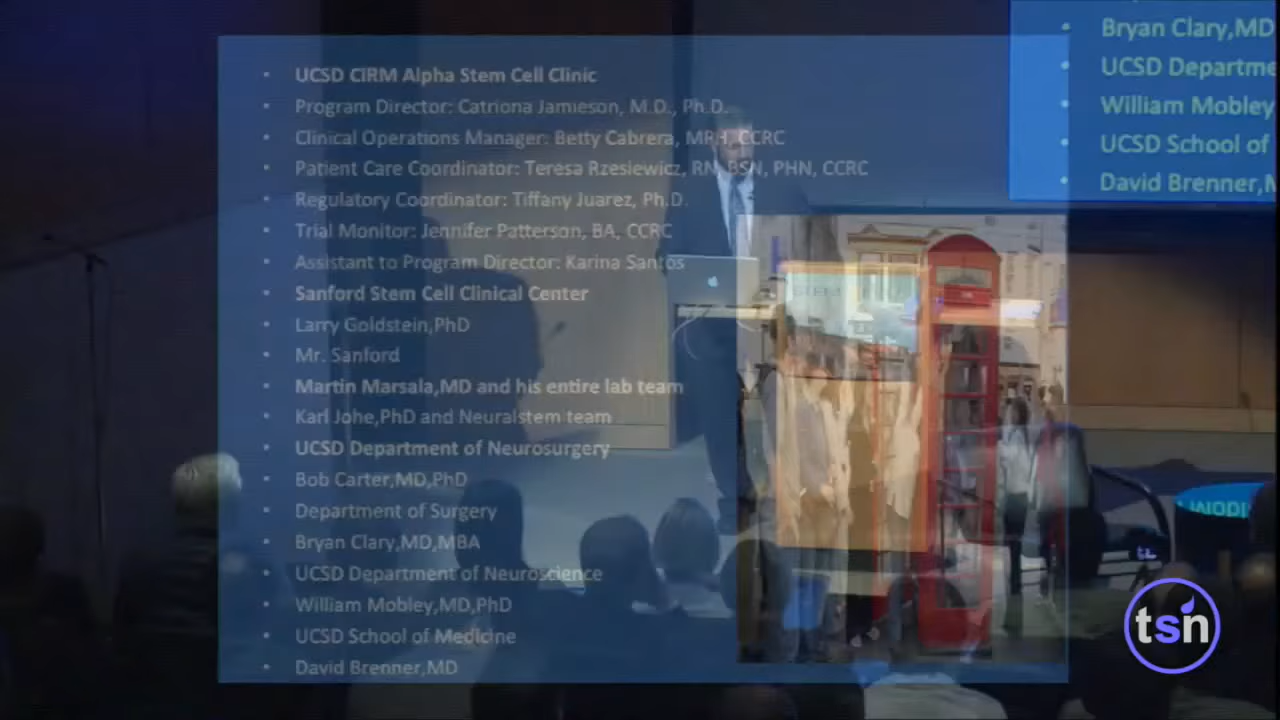 UCSD CIRM Alpha Stem Cell Clinic
Program Director: Catriona Jamieson, M.D., Ph.D.
Clinical Operations Manager: Betty Cabrera, MRH, CCRC
Patient Care Coordinator: Teresa Rzesiewicz, RN, BSN, PHN, CCRC
Regulatory Coordinator: Tiffany Juarez, Ph.D.
Trial Monitor: Jennifer Patterson, BA, CCRC
Assistant to Program Director: Karina Santos
Sanford Stem Cell Clinical Center
Larry Goldstein,PhD
Mr. Sanford
Martin Marsala,MD and his entire lab team
Karl Johe,PhD and Neuralstem team
UCSD Department of Neurosurgery
Bob Carter,MD,PhD
Department of Surgery
Bryan Clary,MD,MBA
UCSD Department of Neuroscience
William Mobley,MD,PhD
UCSD School of Medicine
David Brenner,MD
Bryan Clary,MD
UCSD Departme
William Mobley
UCSD School of
David Brenner,M
STEM
tsn